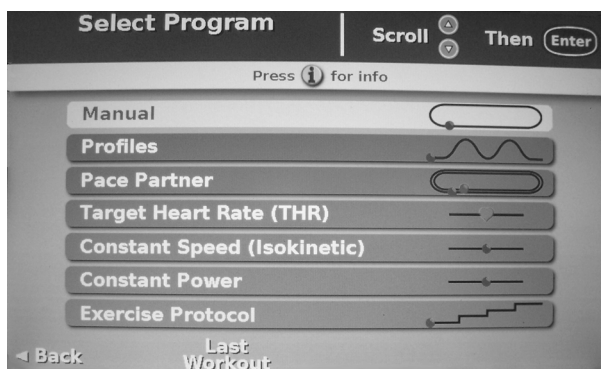 Select Program
Scroll Then Enter
Press i for info
Manual
Profiles
Pace Partner
Target Heart Rate (THR)
Constant Speed (Isokinetic)
Constant Power
Exercise Protocol
Back
Last
Workout